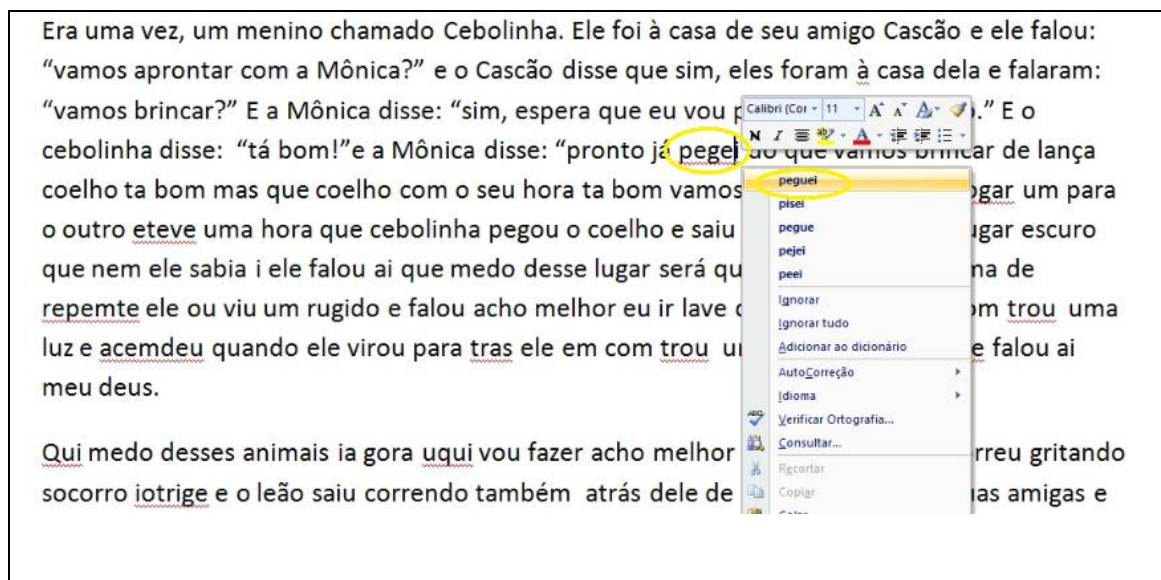 Era uma vez, um menino chamado Cebolinha. Ele foi à casa de seu amigo Cascão e ele falou:
“vamos aprontar com a Mônica?” e o Cascão disse que sim, eles foram à casa dela e falaram:
“vamos brincar?” E a Mônica disse: “sim, espera que eu vou .” E o
cebolinha disse:  “tá bom!”e a Mônica disse: “pronto já pegei do que vamos brincar de lança
coelho ta bom mas que coelho com o seu hora ta bom vamos ogar um para
o outro eteve uma hora que cebolinha pegou o coelho e saiu ugar escuro
que nem ele sabia i ele falou ai que medo desse lugar será qu ma de
repemte ele ou viu um rugido e falou acho melhor eu ir lave om trou  uma
luz e acemdeu quando ele virou para tras ele em com trou  u e falou ai
meu deus.
Qui medo desses animais ia gora uqui vou fazer acho melhor rreu gritando
socorro iotrige e o leão saiu correndo também  atrás dele de uas amigas e
Calibri (Cor 11 A A A
N I A
peguei
pisei
pegue
pejei
peei
Ignorar
Ignorar tudo
Adicionar ao dicionário
AutoCorreção
Idioma
Verificar Ortografia...
Consultar...
Recortar
Copiar